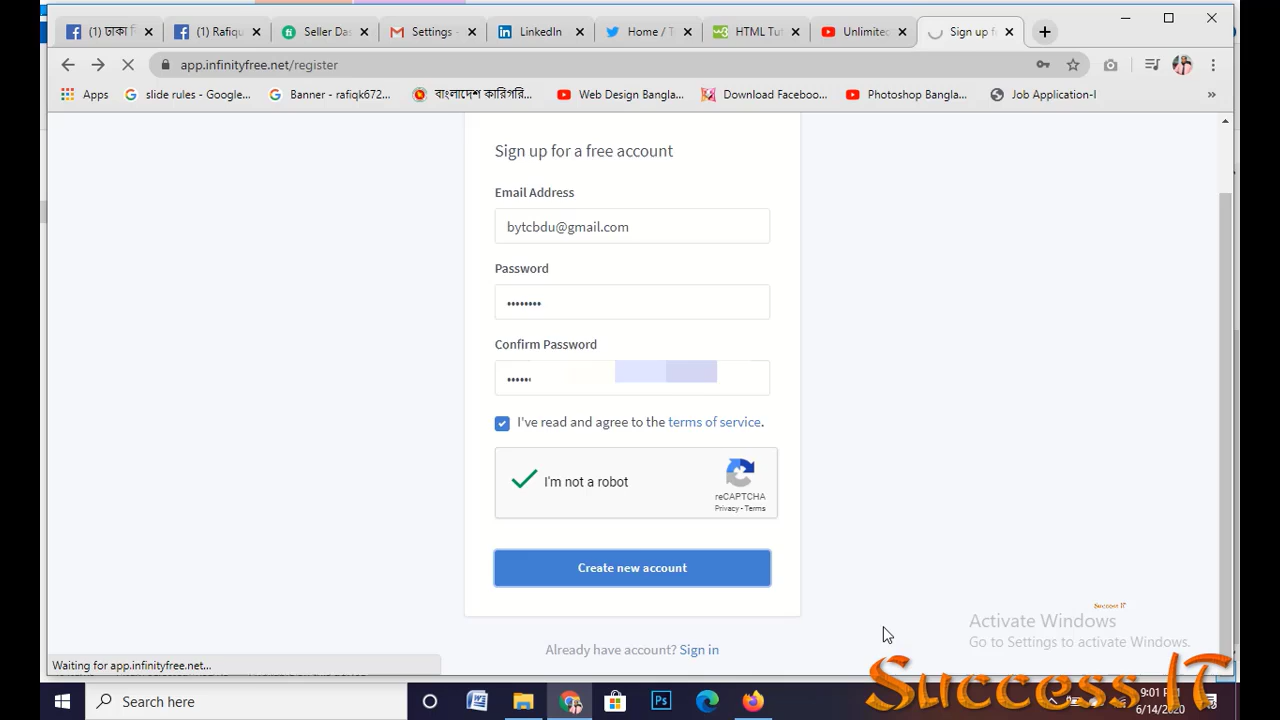 (1) ঢাকা
(1) Rafiqu
Seller Da
Settings -
LinkedIn
Home / T
HTML Tut
Unlimited
Sign up f
app.infinityfree.net/register
Apps
slide rules - Google...
Banner - rafiqk672...
বাংলাদেশ কারিগরি...
Web Design Bangla...
Download Faceboo...
Photoshop Bangla...
Job Application-I
»
Sign up for a free account
Email Address
bytcbdu@gmail.com
Password
Confirm Password
I've read and agree to the terms of service.
I'm not a robot
reCAPTCHA
Privacy - Terms
Create new account
Already have account? Sign in
Success IT
Activate Windows
Go to Settings to activate Windows.
Waiting for app.infinityfree.net...
Success IT
Search here
6/14/2020